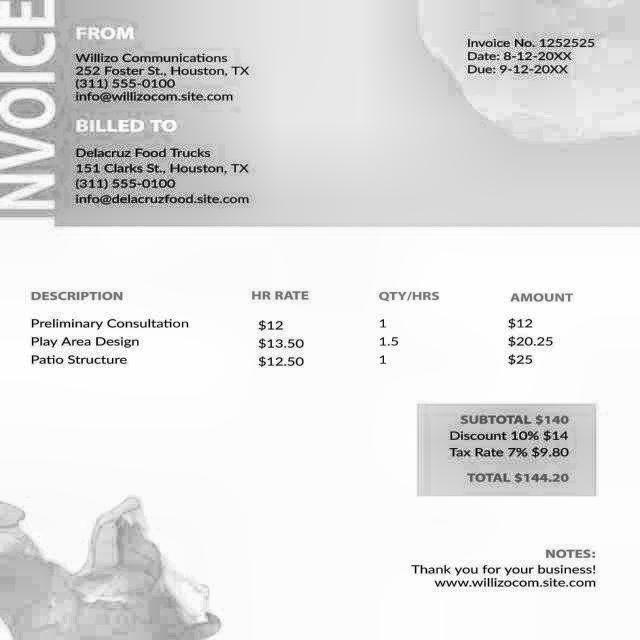 INVOICE
FROM
Willizo Communications
252 Foster St., Houston, TX
(311) 555-0100
info@willizocom.site.com
BILLED TO
Delacruz Food Trucks
151 Clarks St., Houston, TX
(311) 555-0100
info@delacruzfood.site.com
Invoice No. 1252525
Date: 8-12-20XX
Due: 9-12-20XX
DESCRIPTION HR RATE QTY/HRS AMOUNT
Preliminary Consultation $12 1 $12
Play Area Design $13.50 1.5 $20.25
Patio Structure $12.50 1 $25
SUBTOTAL $140
Discount 10% $14
Tax Rate 7% $9.80
TOTAL $144.20
NOTES:
Thank you for your business!
www.willizocom.site.com